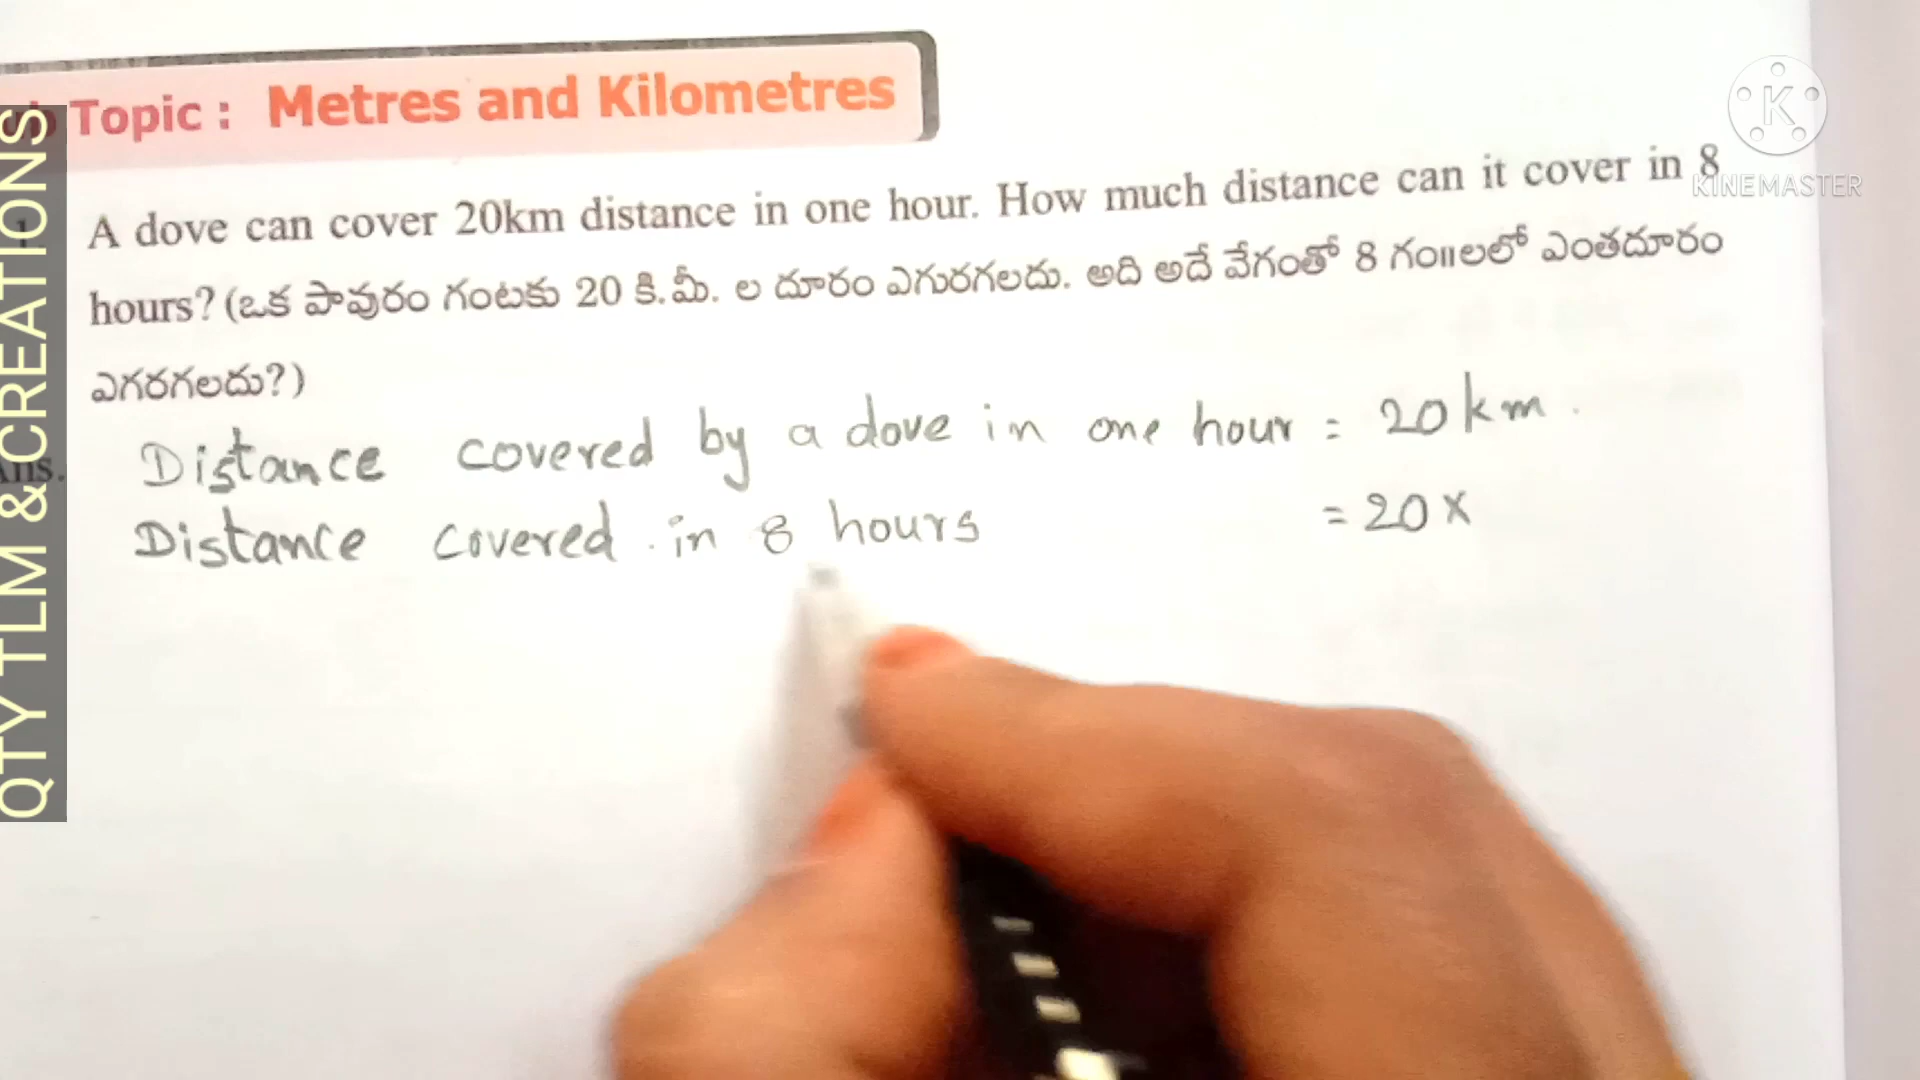 Topic : Metres and Kilometres
A dove can cover 20km distance in one hour. How much distance can it cover in 8
hours? (ఒక పావురం గంటకు 20 కి.మీ. ల దూరం ఎగురగలదు. అది అదే వేగంతో 8 గం॥లలో ఎంతదూరం
ఎగరగలదు?)
Ans. Distance covered by a dove in one hour = 20 km.
Distance covered in 8 hours = 20 x
QTY TLM & CREATIONS
K
KINEMASTER